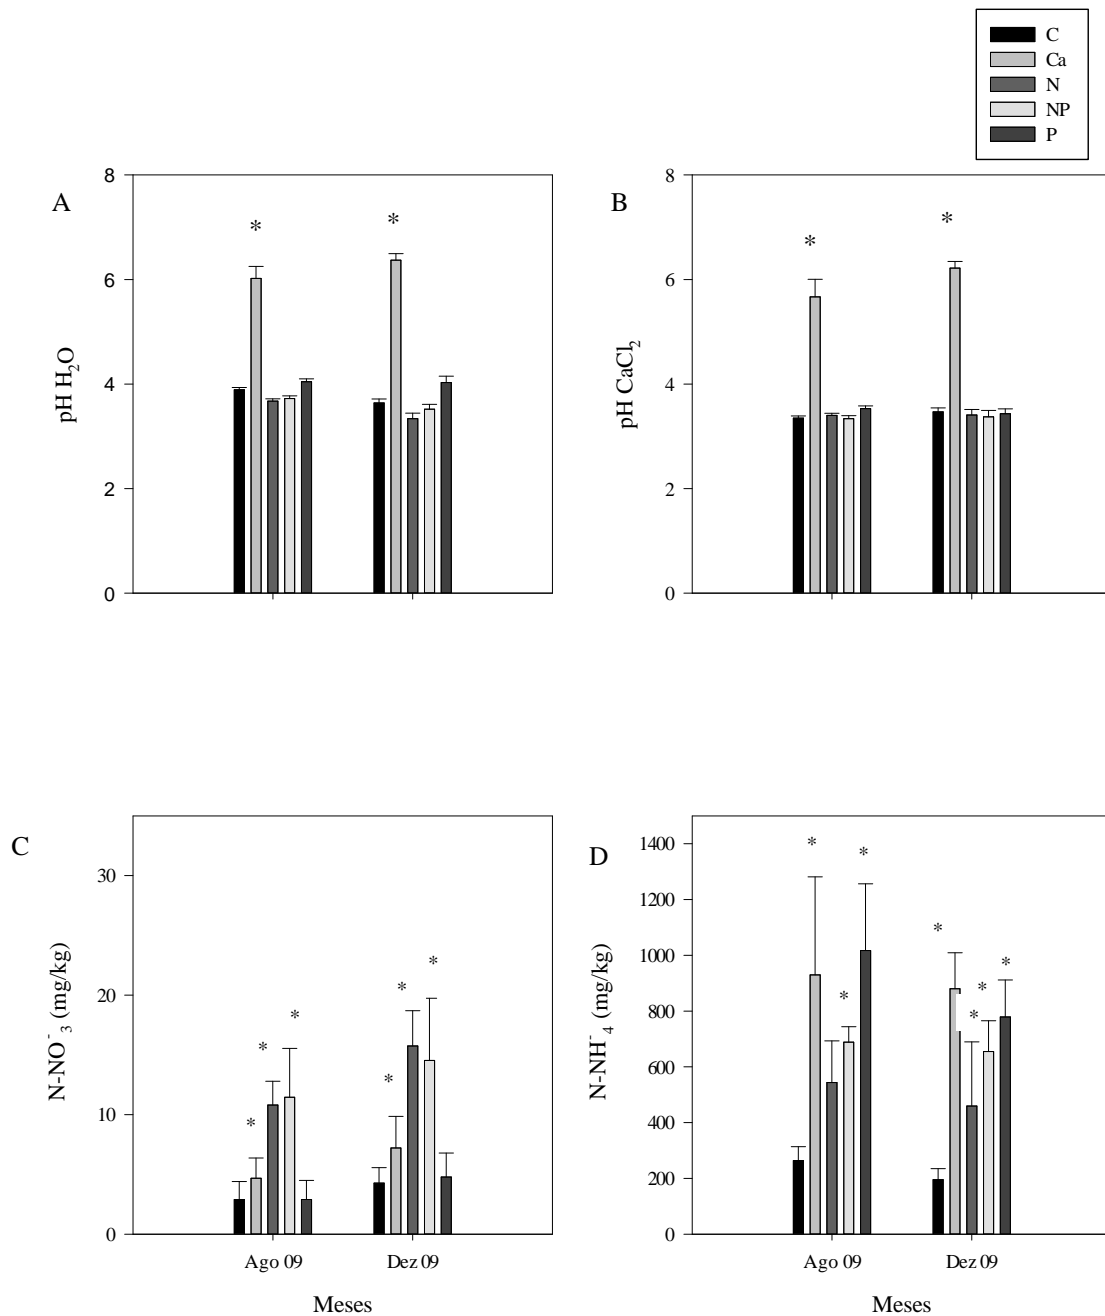 C
Ca
N
NP
P
A
8
6
4
2
0
pH H₂O
*
*
B
8
6
4
2
0
pH CaCl₂
*
*
C
30
20
10
0
N-NO⁻₃ (mg/kg)
* * *
* * *
Ago 09 Dez 09
Meses
D
1400
1200
1000
800
600
400
200
0
N-NH⁻₄ (mg/kg)
* * *
* * * *
Ago 09 Dez 09
Meses